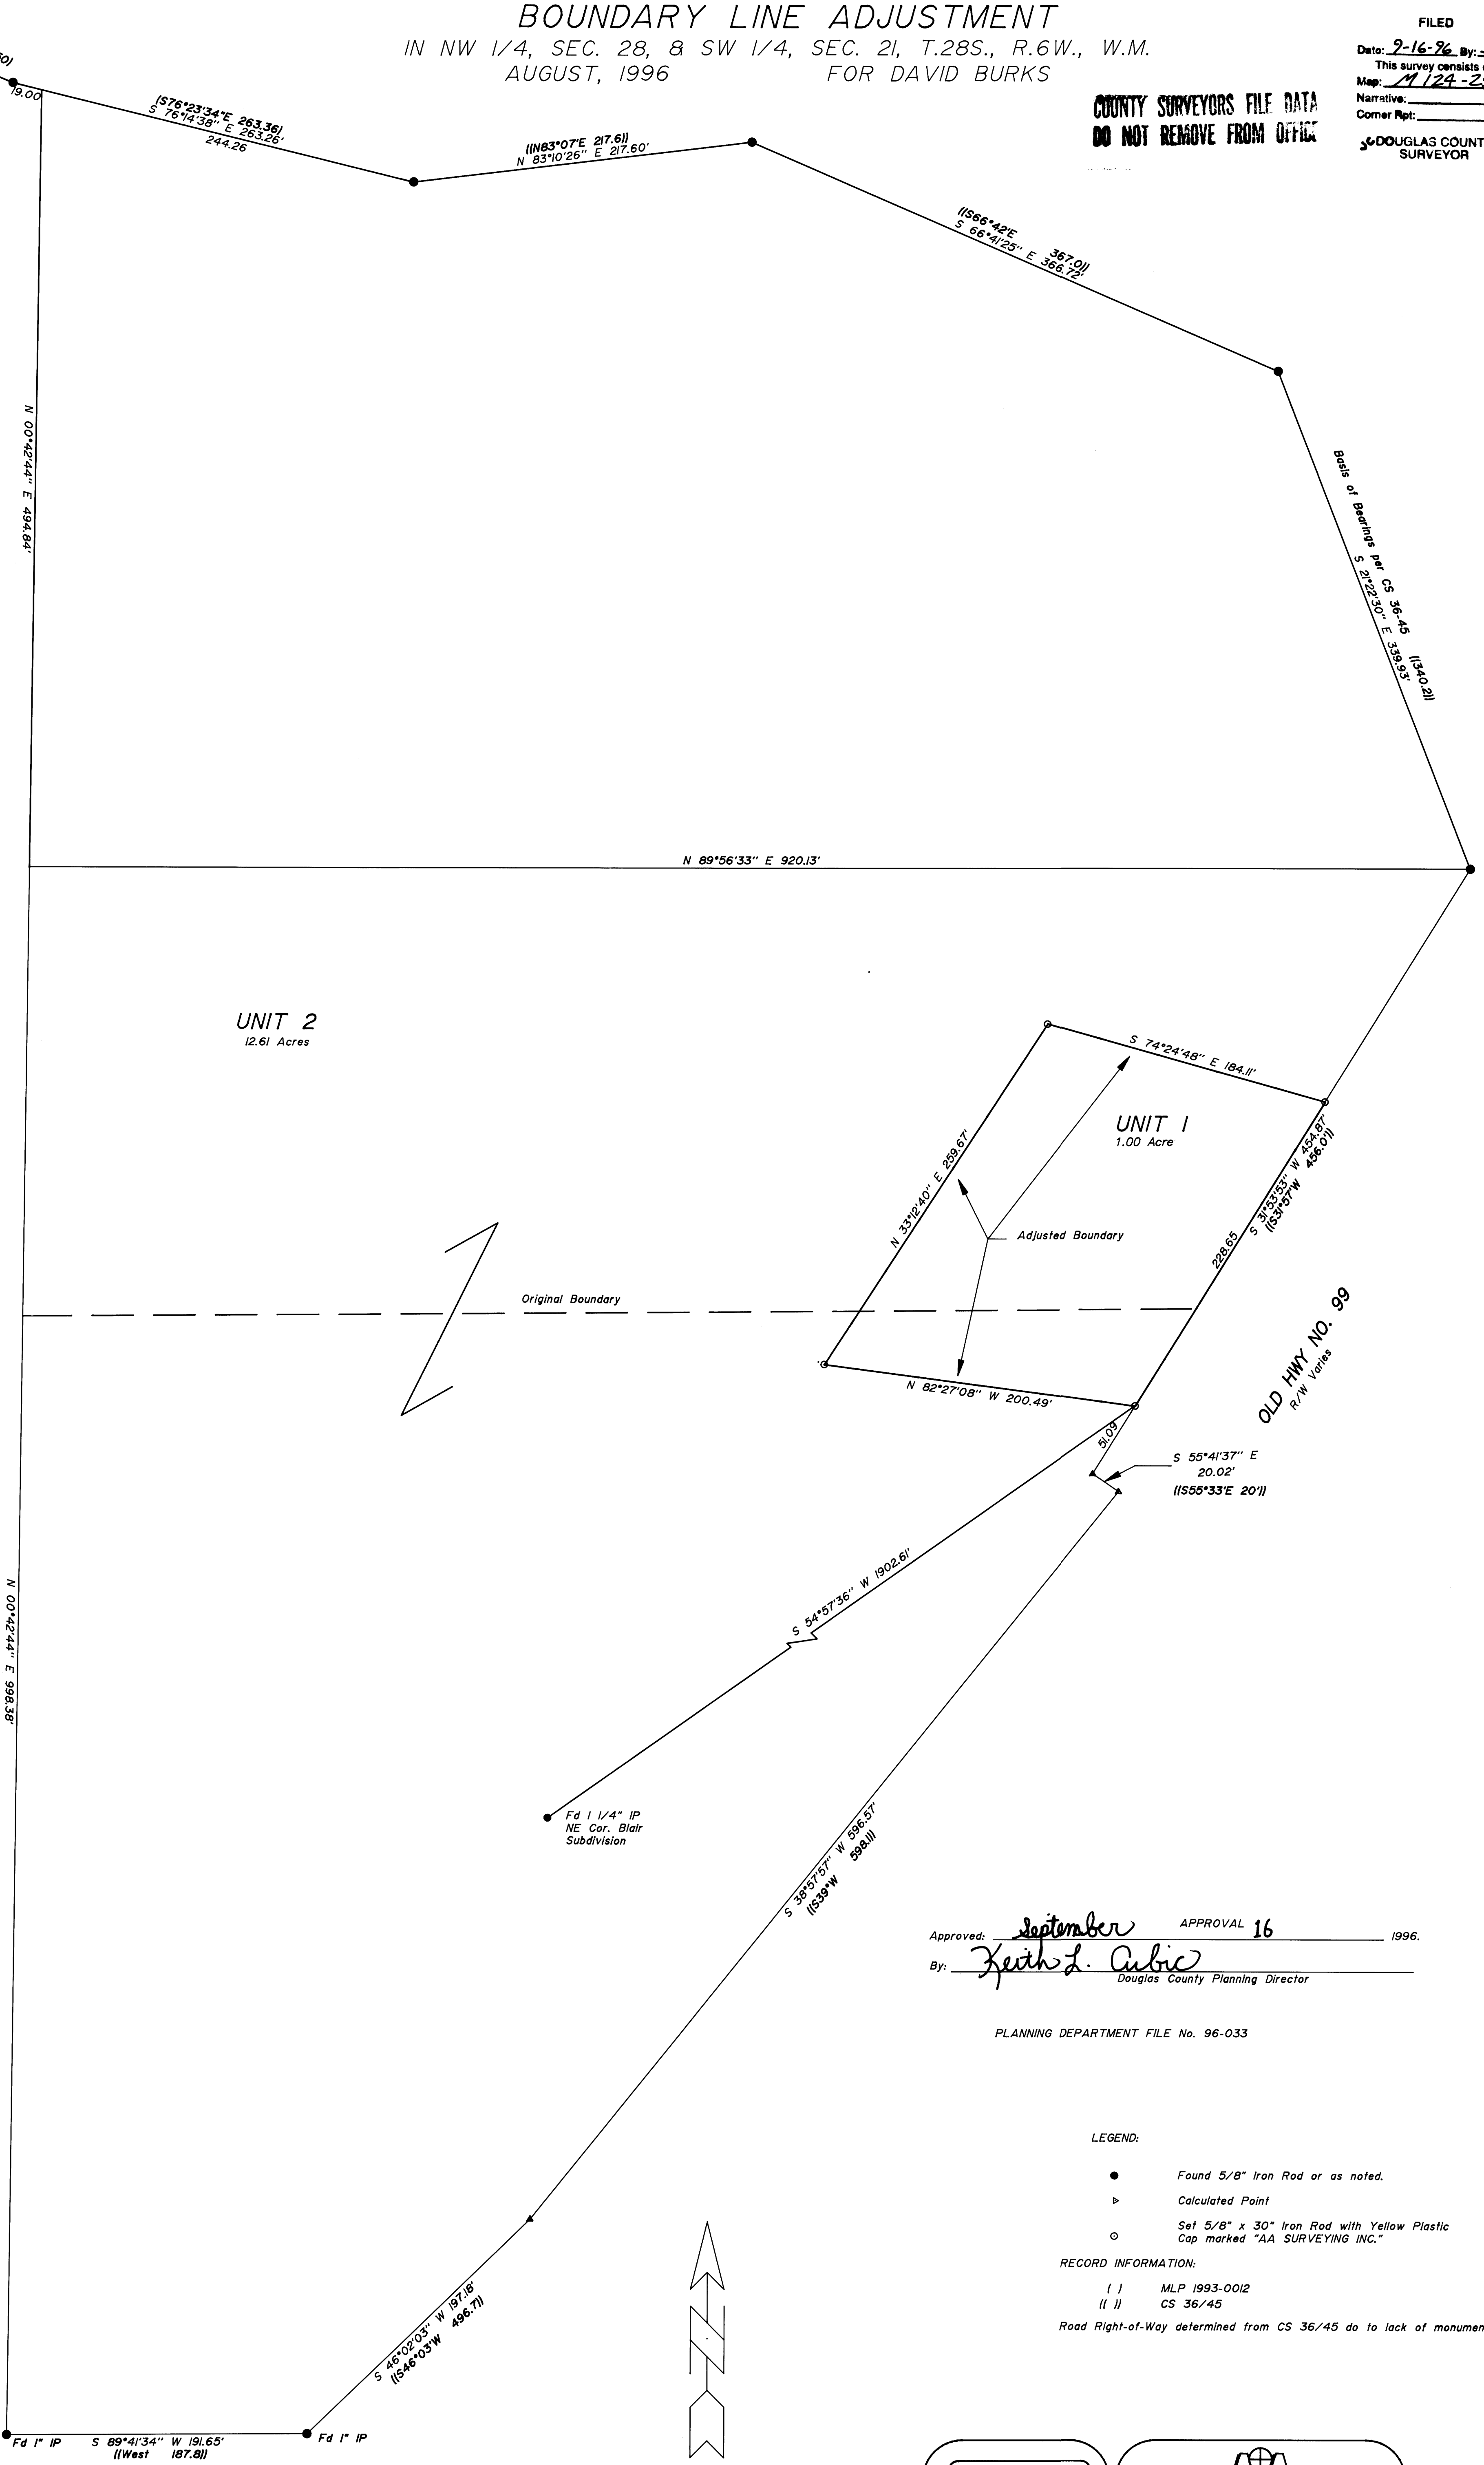 BOUNDARY LINE ADJUSTMENT
IN NW 1/4, SEC. 28, & SW 1/4, SEC. 21, T.28S., R.6W., W.M.
AUGUST, 1996 FOR DAVID BURKS
FILED
Date: 9-16-96 By:
This survey consists
Map: M 124-2
Narrative:
Corner Rpt:
DOUGLAS COUNT
SURVEYOR
COUNTY SURVEYORS FILE DATA
DO NOT REMOVE FROM OFFICE
19.00
(S76°23'34"E 263.36)
S 76°14'38" E 263.26'
244.26
((N83°07'E 217.6))
N 83°10'26" E 217.60'
((S66°42'E 367.0))
S 66°41'25" E 366.72'
Basis of Bearings per CS 36-45 ((340.2))
S 21°22'30" E 339.93'
N 00°42'44" E 494.84'
N 89°56'33" E 920.13'
UNIT 2
12.61 Acres
S 74°24'48" E 184.11'
UNIT 1
1.00 Acre
N 33°12'40" E 259.67'
S 31°53'53" W 454.87'
((S31°57'W 456.0'))
228.65
Adjusted Boundary
Original Boundary
OLD HWY NO. 99
R/W Varies
N 82°27'08" W 200.49'
51.09
S 55°41'37" E
20.02'
((S55°33'E 20'))
S 54°57'36" W 1902.61'
N 00°42'44" E 998.38'
Fd 1 1/4" IP
NE Cor. Blair
Subdivision
S 38°57'57" W 596.57'
((S39°W 598.1))
Approved: September APPROVAL 16 1996.
By: Keith L. Cubic
Douglas County Planning Director
PLANNING DEPARTMENT FILE No. 96-033
LEGEND:
Found 5/8" Iron Rod or as noted.
Calculated Point
Set 5/8" x 30" Iron Rod with Yellow Plastic
Cap marked "AA SURVEYING INC."
RECORD INFORMATION:
( ) MLP 1993-0012
(( )) CS 36/45
Road Right-of-Way determined from CS 36/45 do to lack of monumen
S 46°02'03" W 197.18'
((S46°03'W 496.7))
Fd 1" IP
S 89°41'34" W 191.65'
((West 187.8))
Fd 1" IP